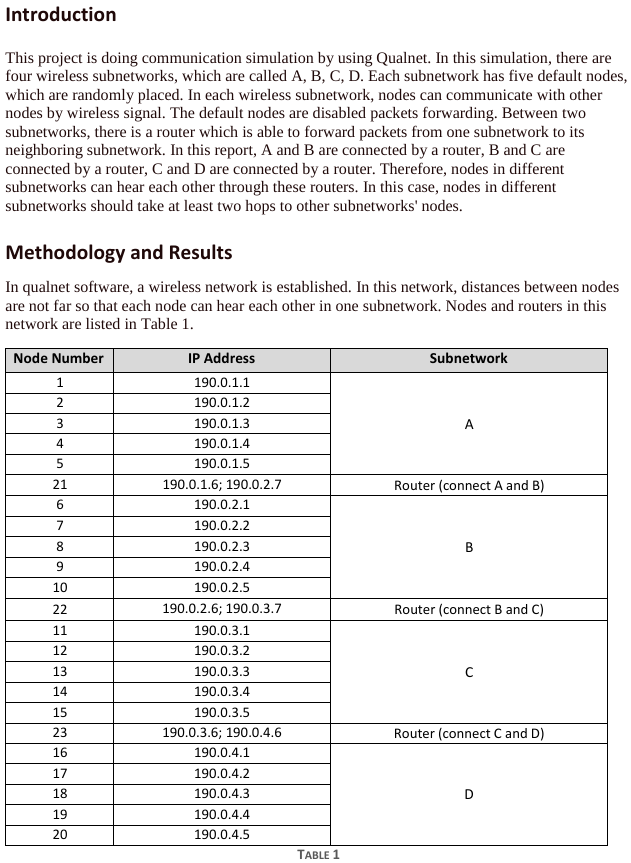 Introduction
This project is doing communication simulation by using Qualnet. In this simulation, there are
four wireless subnetworks, which are called A, B, C, D. Each subnetwork has five default nodes,
which are randomly placed. In each wireless subnetwork, nodes can communicate with other
nodes by wireless signal. The default nodes are disabled packets forwarding. Between two
subnetworks, there is a router which is able to forward packets from one subnetwork to its
neighboring subnetwork. In this report, A and B are connected by a router, B and C are
connected by a router, C and D are connected by a router. Therefore, nodes in different
subnetworks can hear each other through these routers. In this case, nodes in different
subnetworks should take at least two hops to other subnetworks' nodes.
Methodology and Results
In qualnet software, a wireless network is established. In this network, distances between nodes
are not far so that each node can hear each other in one subnetwork. Nodes and routers in this
network are listed in Table 1.
Node Number IP Address Subnetwork
1 190.0.1.1
2 190.0.1.2
3 190.0.1.3 A
4 190.0.1.4
5 190.0.1.5
21 190.0.1.6; 190.0.2.7 Router (connect A and B)
6 190.0.2.1
7 190.0.2.2
8 190.0.2.3 B
9 190.0.2.4
10 190.0.2.5
22 190.0.2.6; 190.0.3.7 Router (connect B and C)
11 190.0.3.1
12 190.0.3.2
13 190.0.3.3 C
14 190.0.3.4
15 190.0.3.5
23 190.0.3.6; 190.0.4.6 Router (connect C and D)
16 190.0.4.1
17 190.0.4.2
18 190.0.4.3 D
19 190.0.4.4
20 190.0.4.5
TABLE 1